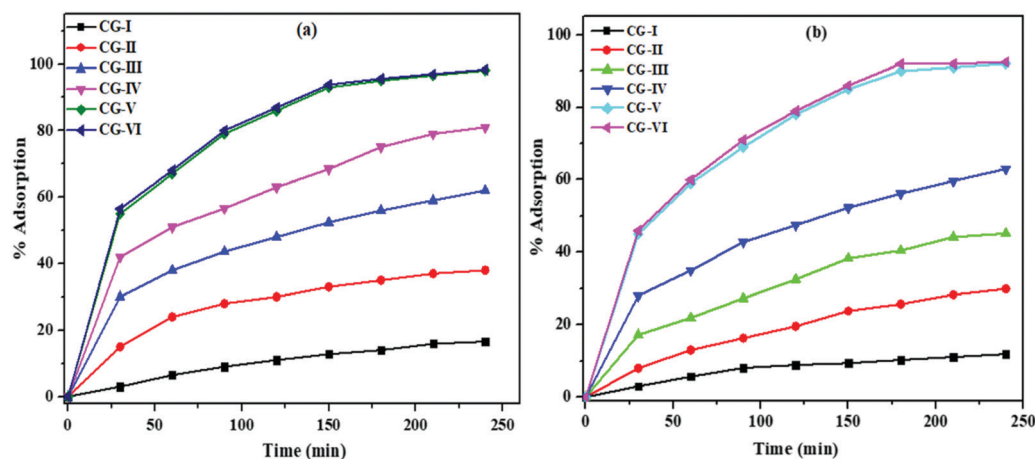 (a)
CG-I
CG-II
CG-III
CG-IV
CG-V
CG-VI
100
80
60
40
20
0
% Adsorption
0 50 100 150 200 250
Time (min)
(b)
CG-I
CG-II
CG-III
CG-IV
CG-V
CG-VI
100
80
60
40
20
0
% Adsorption
0 50 100 150 200 250
Time (min)